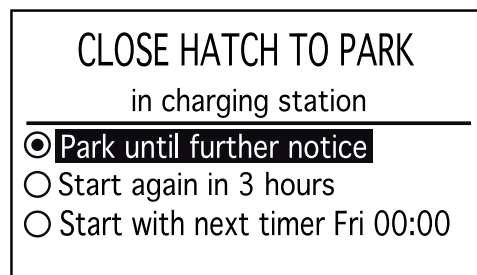 CLOSE HATCH TO PARK
in charging station
Park until further notice
Start again in 3 hours
Start with next timer Fri 00:00